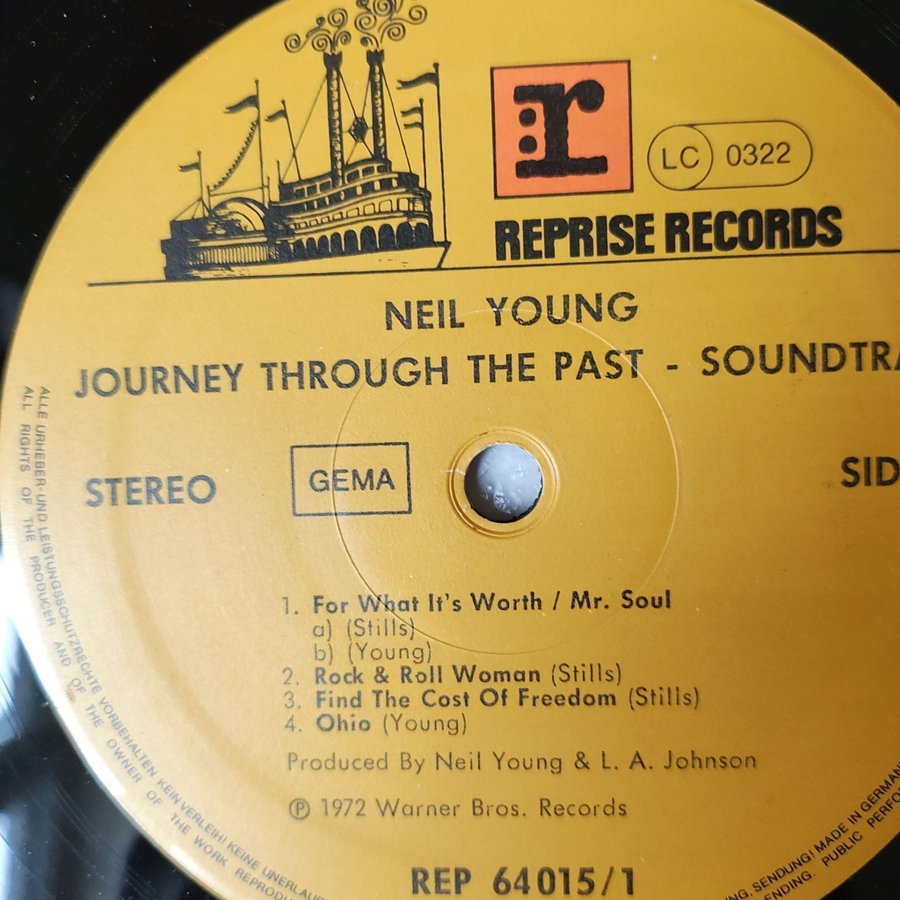 r
LC 0322
REPRISE RECORDS
NEIL YOUNG
JOURNEY THROUGH THE PAST - SOUNDTRA
STEREO
GEMA
SID
1. For What It's Worth / Mr. Soul
a) (Stills)
b) (Young)
2. Rock & Roll Woman (Stills)
3. Find The Cost Of Freedom (Stills)
4. Ohio (Young)
Produced By Neil Young & L. A. Johnson
Ⓟ 1972 Warner Bros. Records
REP 64015/1
ALLE URHEBER- UND LEISTUNGSSCHUTZRECHTE VORBEHALTEN KEIN VERLEIH! KEINE UNERLAU
ALL RIGHTS OF THE PRODUCER AND OF THE OWNER OF THE WORK REPRODU
NG, SENDUNG! MADE IN GERMAN
ENDING. PUBLIC PERFO